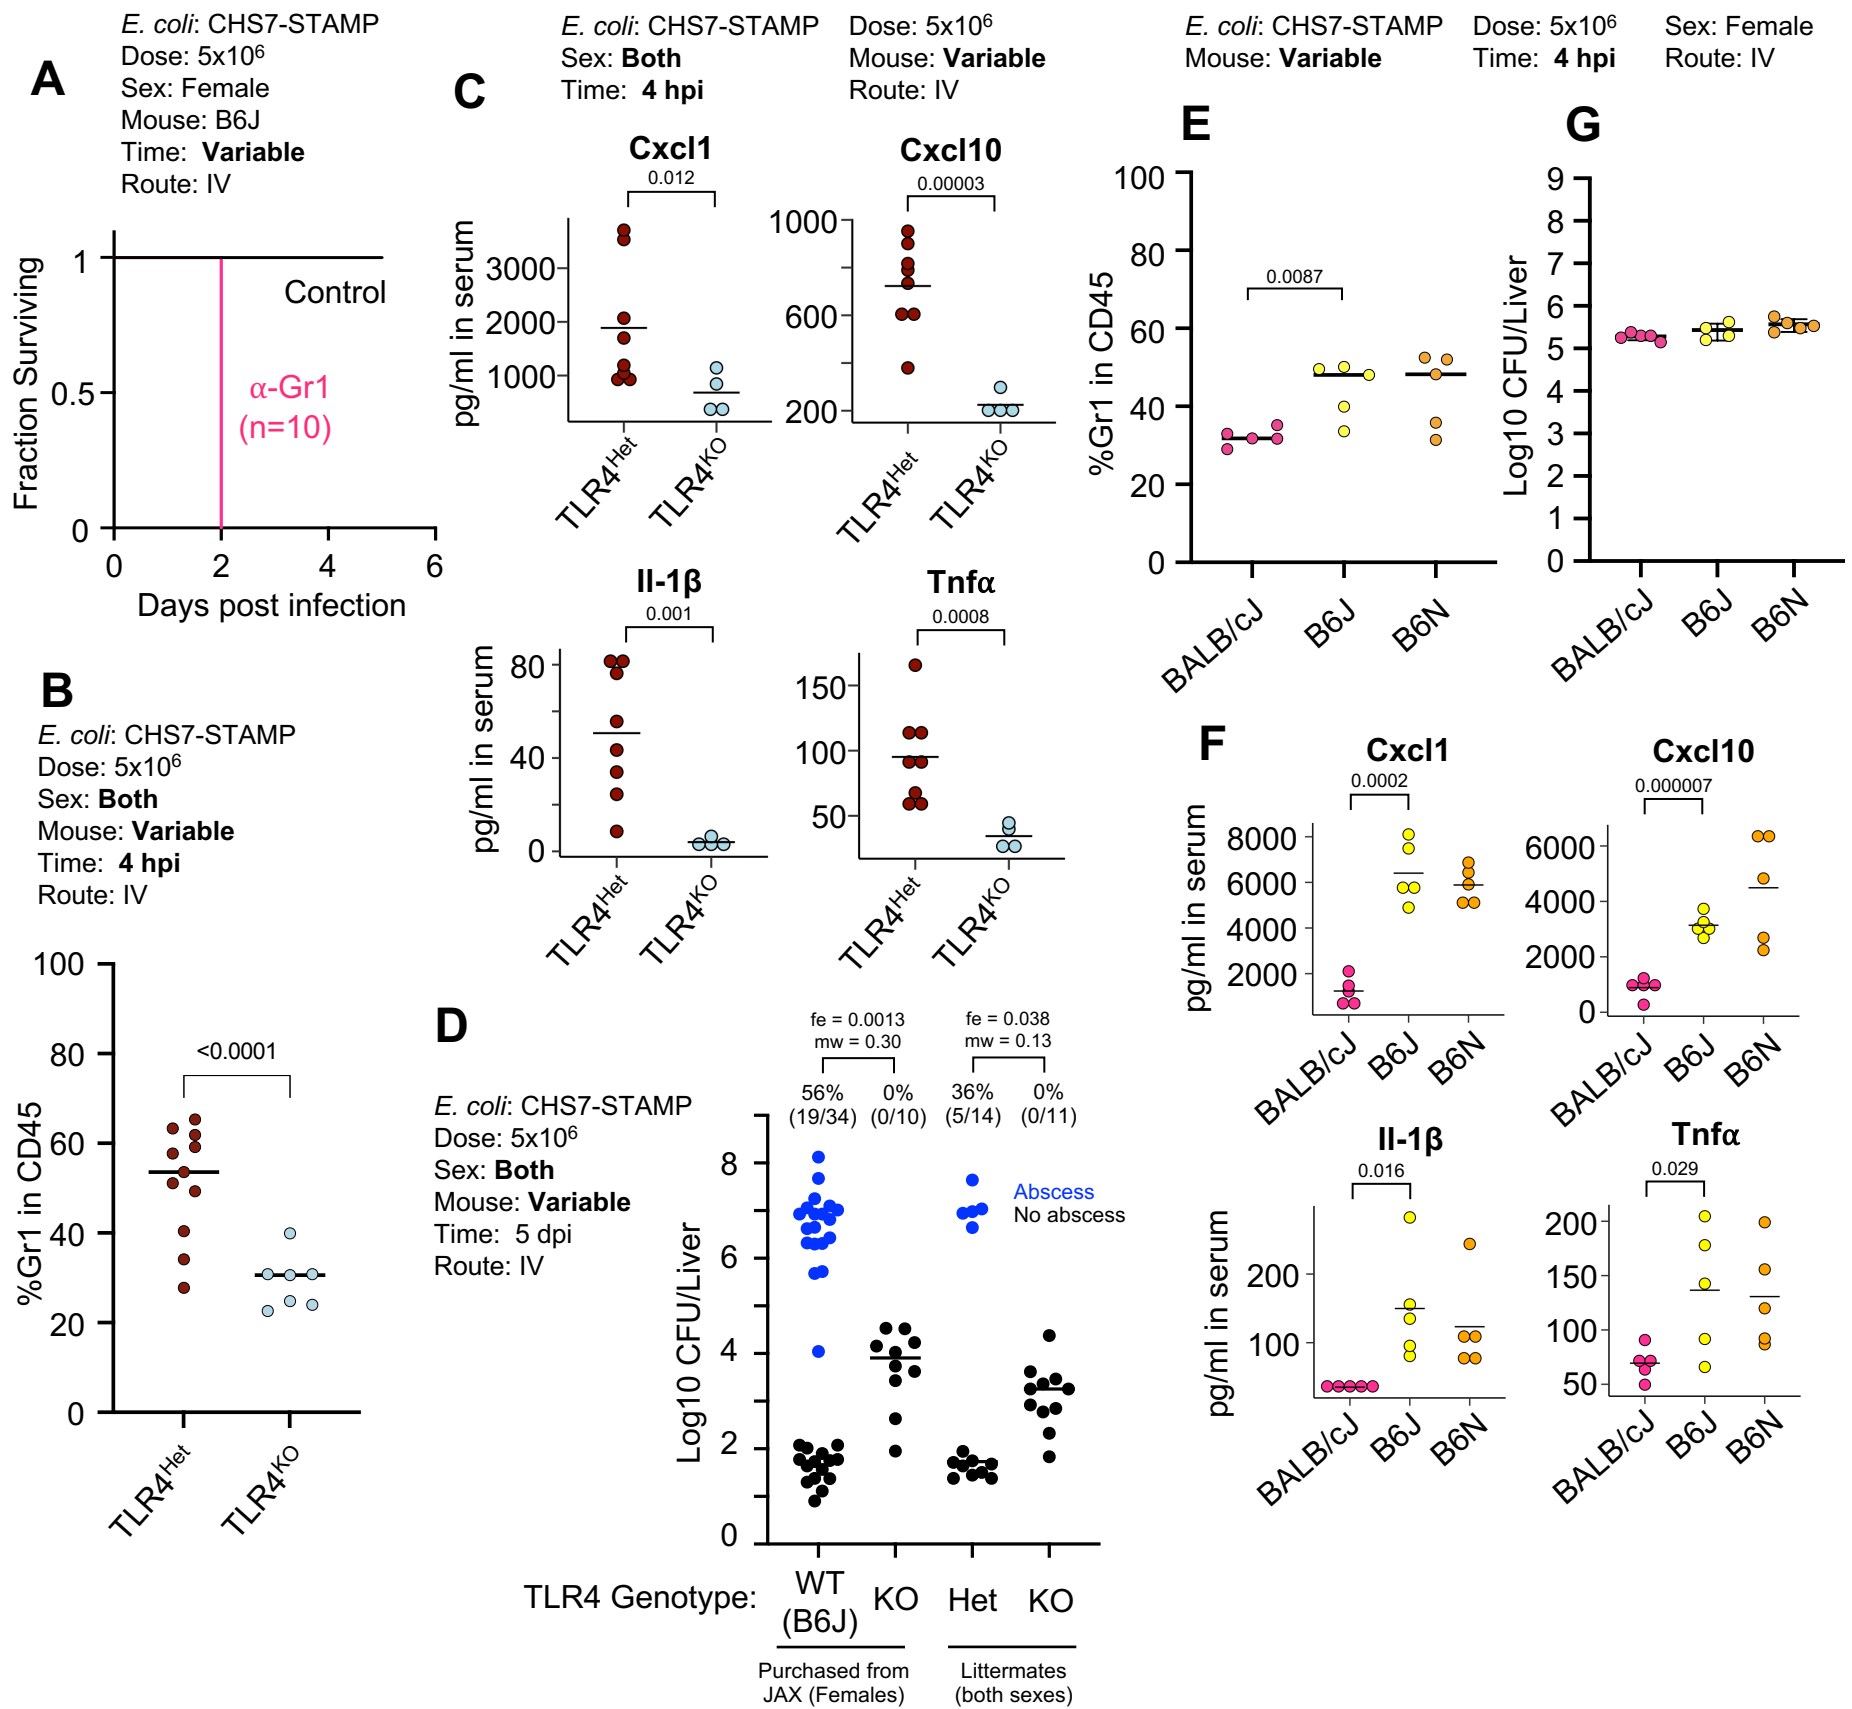 A
E. coli: CHS7-STAMP
Dose: 5x10⁶
Sex: Female
Mouse: B6J
Time: Variable
Route: IV
Fraction Surviving
1
0.5
0
Control
α-Gr1
(n=10)
0 2 4 6
Days post infection
B
E. coli: CHS7-STAMP
Dose: 5x10⁶
Sex: Both
Mouse: Variable
Time: 4 hpi
Route: IV
%Gr1 in CD45
100
80
60
40
20
0
<0.0001
TLR4ᴴᵉᵗ TLR4ᴷᴼ
C
E. coli: CHS7-STAMP Dose: 5x10⁶
Sex: Both Mouse: Variable
Time: 4 hpi Route: IV
Cxcl1
0.012
pg/ml in serum
3000
2000
1000
TLR4ᴴᵉᵗ TLR4ᴷᴼ
Cxcl10
0.00003
1000
600
200
TLR4ᴴᵉᵗ TLR4ᴷᴼ
Il-1β
0.001
pg/ml in serum
80
40
0
TLR4ᴴᵉᵗ TLR4ᴷᴼ
Tnfα
0.0008
150
100
50
TLR4ᴴᵉᵗ TLR4ᴷᴼ
D
E. coli: CHS7-STAMP
Dose: 5x10⁶
Sex: Both
Mouse: Variable
Time: 5 dpi
Route: IV
fe = 0.0013 fe = 0.038
mw = 0.30 mw = 0.13
56% 0% 36% 0%
(19/34) (0/10) (5/14) (0/11)
Log10 CFU/Liver
8
6
4
2
0
Abscess
No abscess
TLR4 Genotype: WT (B6J) KO Het KO
Purchased from
JAX (Females)
Littermates
(both sexes)
E. coli: CHS7-STAMP Dose: 5x10⁶ Sex: Female
Mouse: Variable Time: 4 hpi Route: IV
E
%Gr1 in CD45
100
80
60
40
20
0
0.0087
BALB/cJ B6J B6N
G
Log10 CFU/Liver
9
8
7
6
5
4
3
2
1
0
BALB/cJ B6J B6N
F
Cxcl1
0.0002
pg/ml in serum
8000
6000
4000
2000
BALB/cJ B6J B6N
Cxcl10
0.000007
6000
4000
2000
0
BALB/cJ B6J B6N
Il-1β
0.016
pg/ml in serum
200
100
BALB/cJ B6J B6N
Tnfα
0.029
200
150
100
50
BALB/cJ B6J B6N